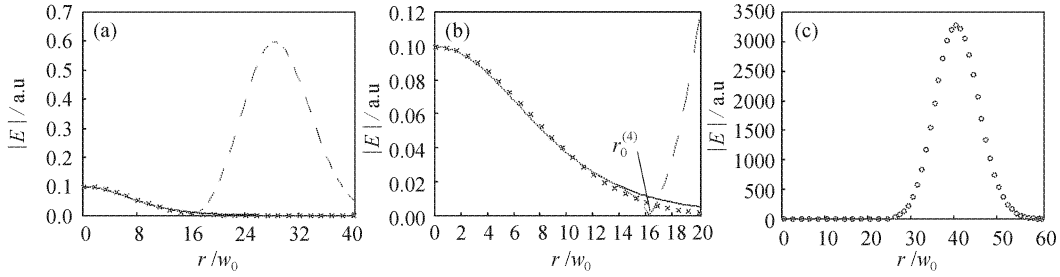 (a)
0.7
0.6
0.5
0.4
0.3
0.2
0.1
0.0
|E| / a.u
0 8 16 24 28 32 40
r /w₀
(b)
0.12
0.10
0.08
0.06
0.04
0.02
0.00
|E| / a.u
r₀⁽⁴⁾
0 2 4 6 8 10 12 14 16 18 20
r /w₀
(c)
3500
3000
2500
2000
1500
1000
500
0
|E| / a.u
0 10 20 30 40 50 60
r /w₀